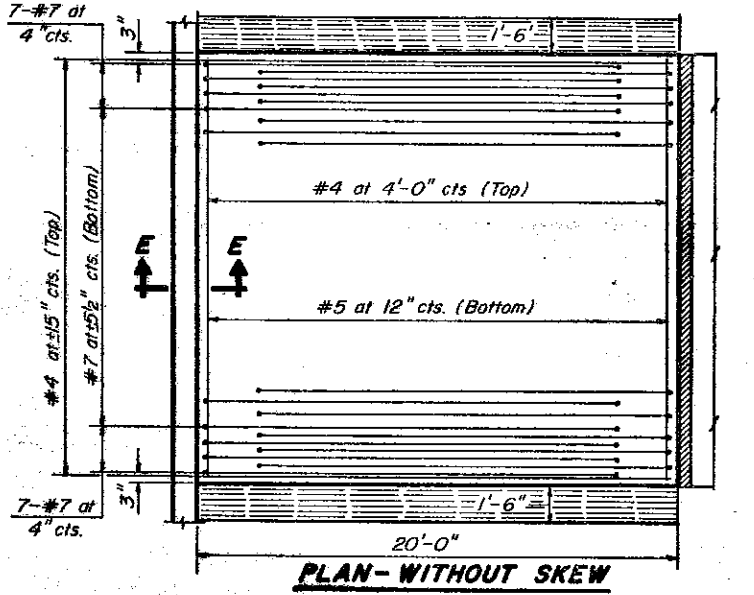 7-#7 at
4" cts.
3"
1'-6"
#4 at ±15" cts. (Top)
#7 at ±5½" cts. (Bottom)
#4 at 4'-0" cts (Top)
E
E
#5 at 12" cts. (Bottom)
7-#7 at
4" cts.
3"
1'-6"
20'-0"
PLAN-WITHOUT SKEW